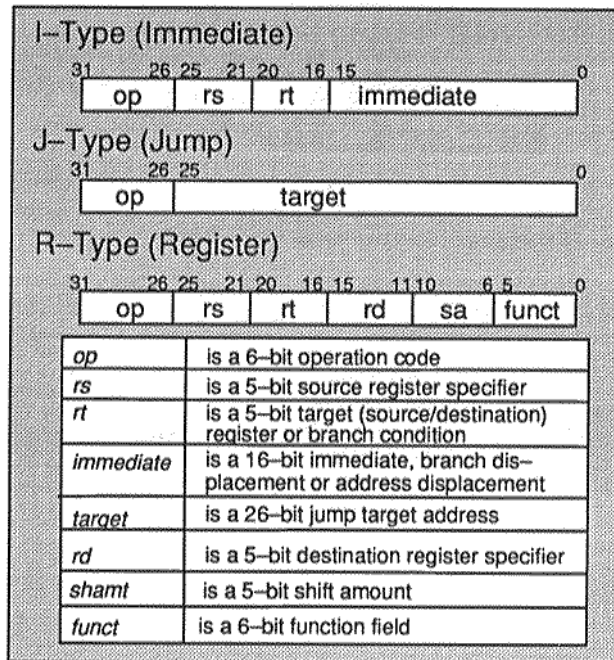 I–Type (Immediate)
31 26 25 21 20 16 15 0
op rs rt immediate
J–Type (Jump)
31 26 25 0
op target
R–Type (Register)
31 26 25 21 20 16 15 11 10 6 5 0
op rs rt rd sa funct
op is a 6–bit operation code
rs is a 5–bit source register specifier
rt is a 5–bit target (source/destination)
register or branch condition
immediate is a 16–bit immediate, branch dis–
placement or address displacement
target is a 26–bit jump target address
rd is a 5–bit destination register specifier
shamt is a 5–bit shift amount
funct is a 6–bit function field